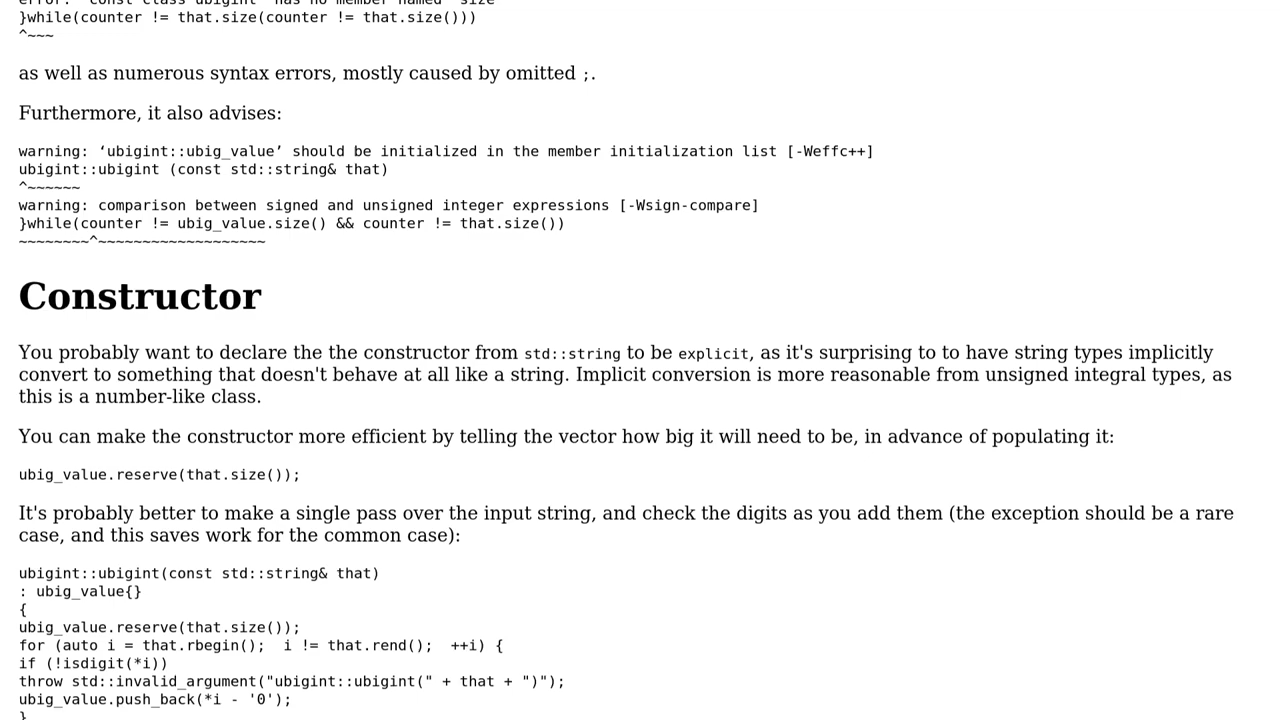 error: ‘const class ubigint’ has no member named ‘size’
}while(counter != that.size(counter != that.size()))
^~~~
as well as numerous syntax errors, mostly caused by omitted ;.
Furthermore, it also advises:
warning: ‘ubigint::ubig_value’ should be initialized in the member initialization list [-Weffc++]
ubigint::ubigint (const std::string& that)
^~~~~~~
warning: comparison between signed and unsigned integer expressions [-Wsign-compare]
}while(counter != ubig_value.size() && counter != that.size())
~~~~~~~~^~~~~~~~~~~~~~~~~~~~
Constructor
You probably want to declare the the constructor from std::string to be explicit, as it's surprising to to have string types implicitly
convert to something that doesn't behave at all like a string. Implicit conversion is more reasonable from unsigned integral types, as
this is a number-like class.
You can make the constructor more efficient by telling the vector how big it will need to be, in advance of populating it:
ubig_value.reserve(that.size());
It's probably better to make a single pass over the input string, and check the digits as you add them (the exception should be a rare
case, and this saves work for the common case):
ubigint::ubigint(const std::string& that)
: ubig_value{}
{
ubig_value.reserve(that.size());
for (auto i = that.rbegin();  i != that.rend();  ++i) {
if (!isdigit(*i))
throw std::invalid_argument("ubigint::ubigint(" + that + ")");
ubig_value.push_back(*i - '0');
}